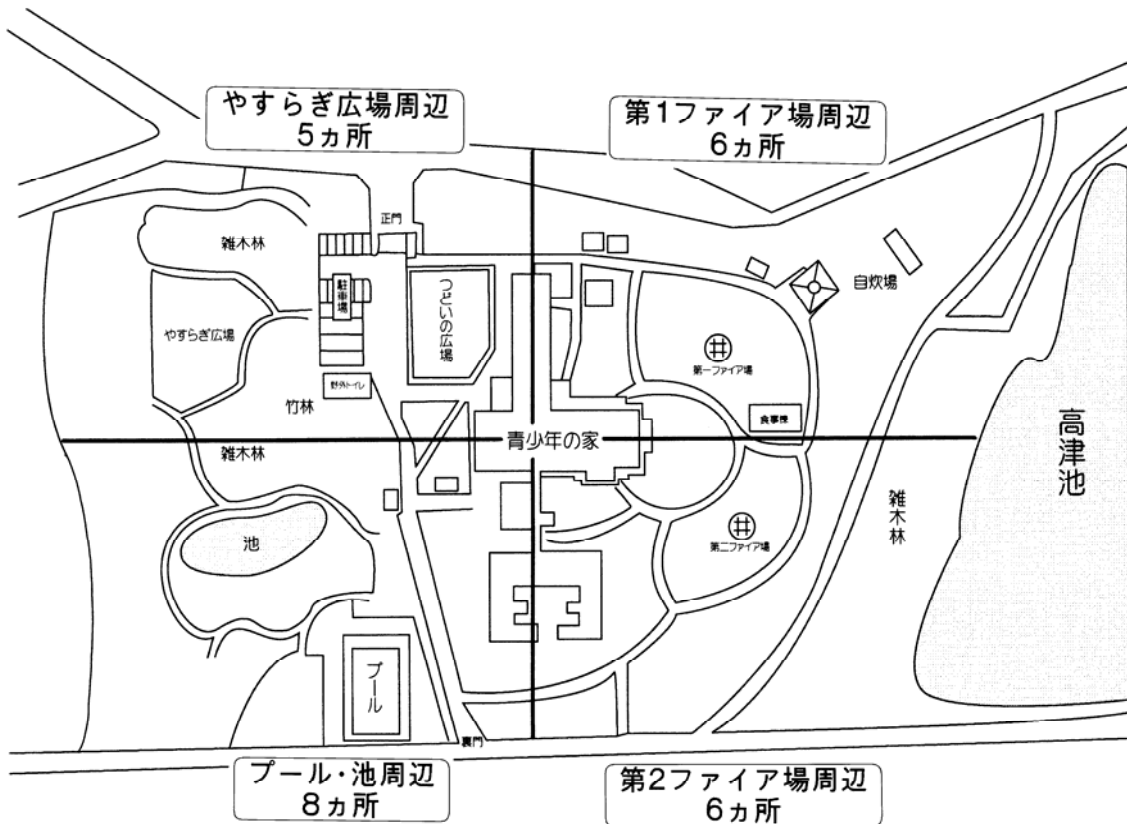 やすらぎ広場周辺
5ヵ所
第1ファイア場周辺
6ヵ所
正門
雑木林
駐車場
つどいの広場
自炊場
やすらぎ広場
第一ファイア場
野外トイレ
竹林
食事棟
高津池
青少年の家
雑木林
雑木林
池
第二ファイア場
プール
裏門
プール・池周辺
8ヵ所
第2ファイア場周辺
6ヵ所